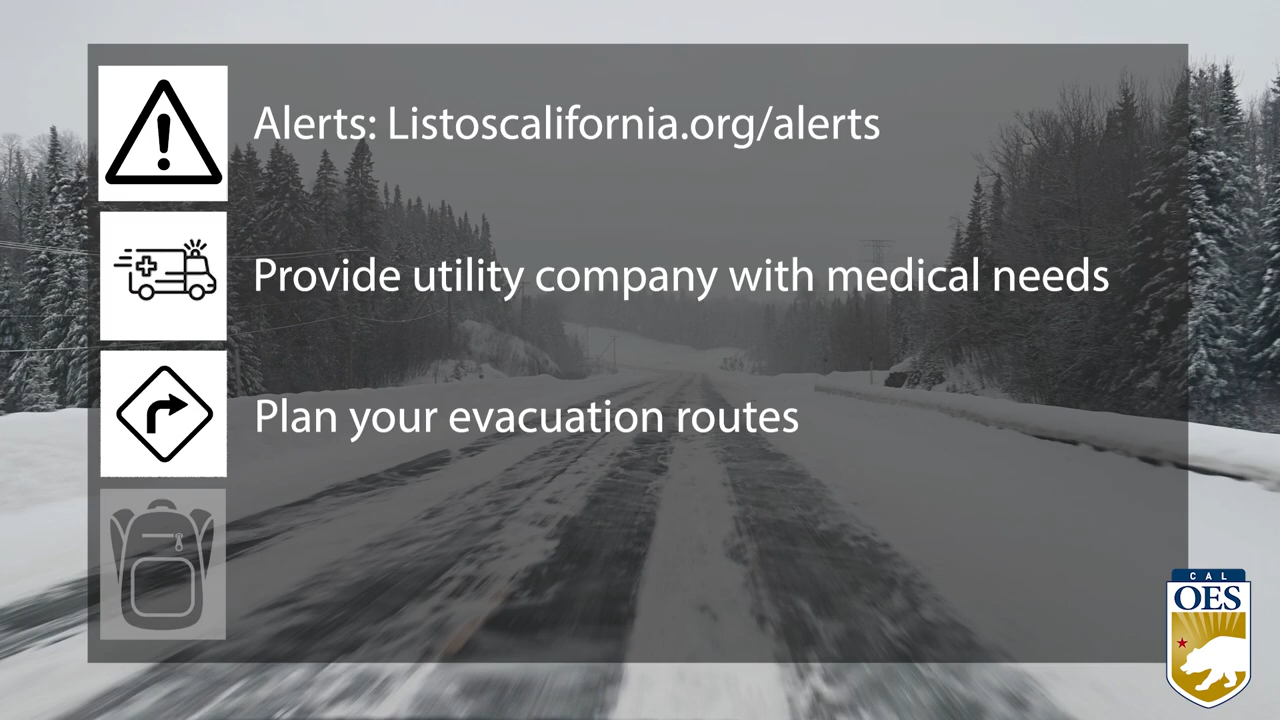 Alerts: Listoscalifornia.org/alerts
Provide utility company with medical needs
Plan your evacuation routes
CAL
OES